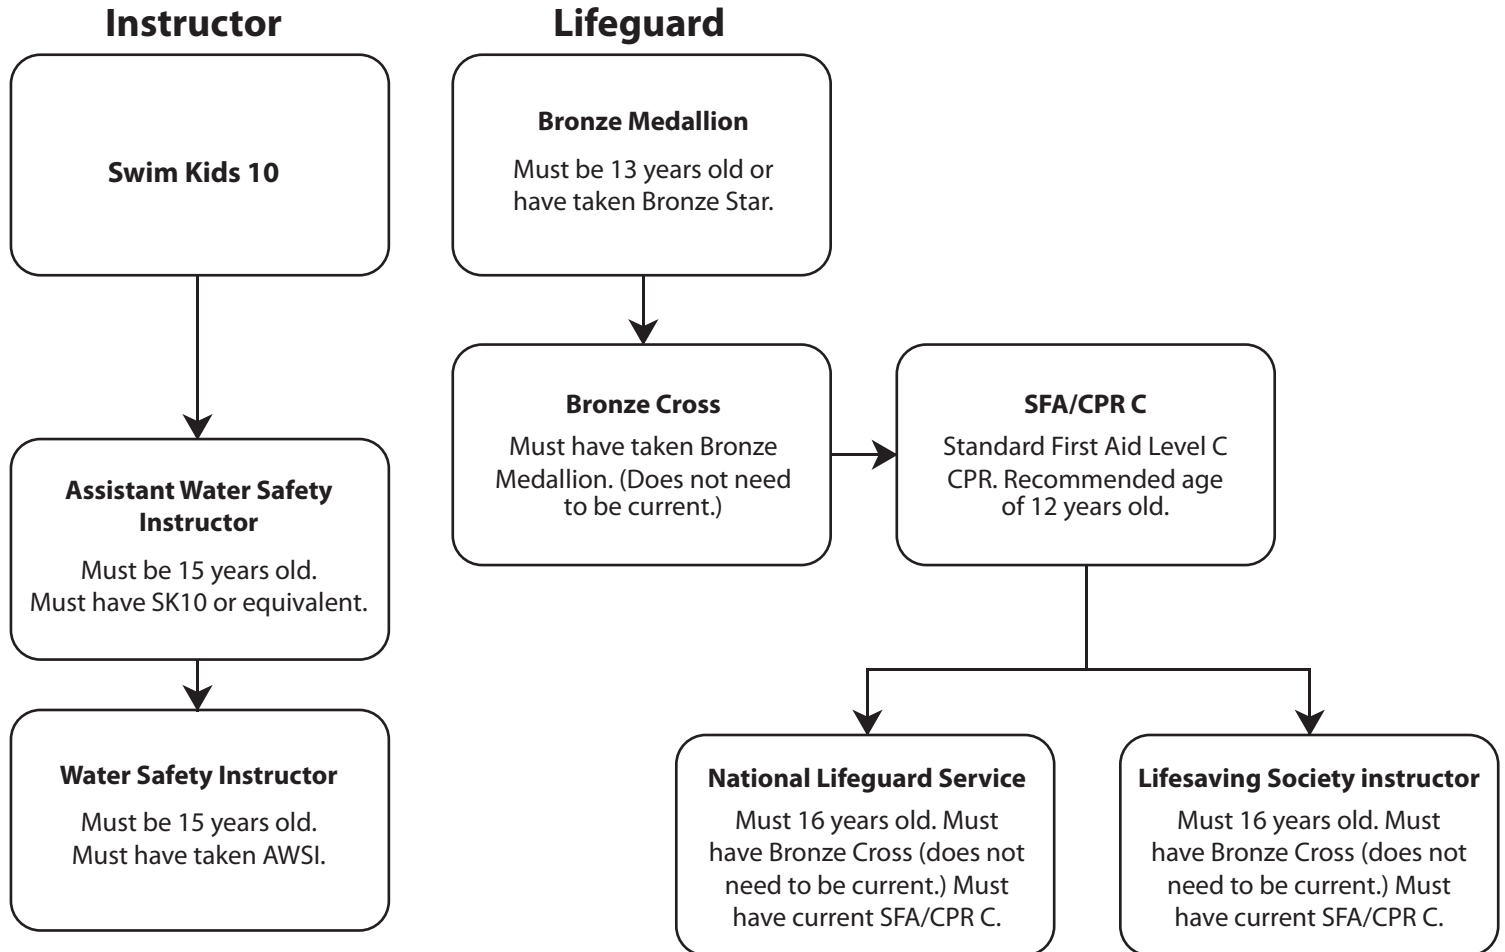 Instructor
Swim Kids 10
Assistant Water Safety
Instructor
Must be 15 years old.
Must have SK10 or equivalent.
Water Safety Instructor
Must be 15 years old.
Must have taken AWSI.
Lifeguard
Bronze Medallion
Must be 13 years old or
have taken Bronze Star.
Bronze Cross
Must have taken Bronze
Medallion. (Does not need
to be current.)
SFA/CPR C
Standard First Aid Level C
CPR. Recommended age
of 12 years old.
National Lifeguard Service
Must 16 years old. Must
have Bronze Cross (does not
need to be current.) Must
have current SFA/CPR C.
Lifesaving Society instructor
Must 16 years old. Must
have Bronze Cross (does not
need to be current.) Must
have current SFA/CPR C.